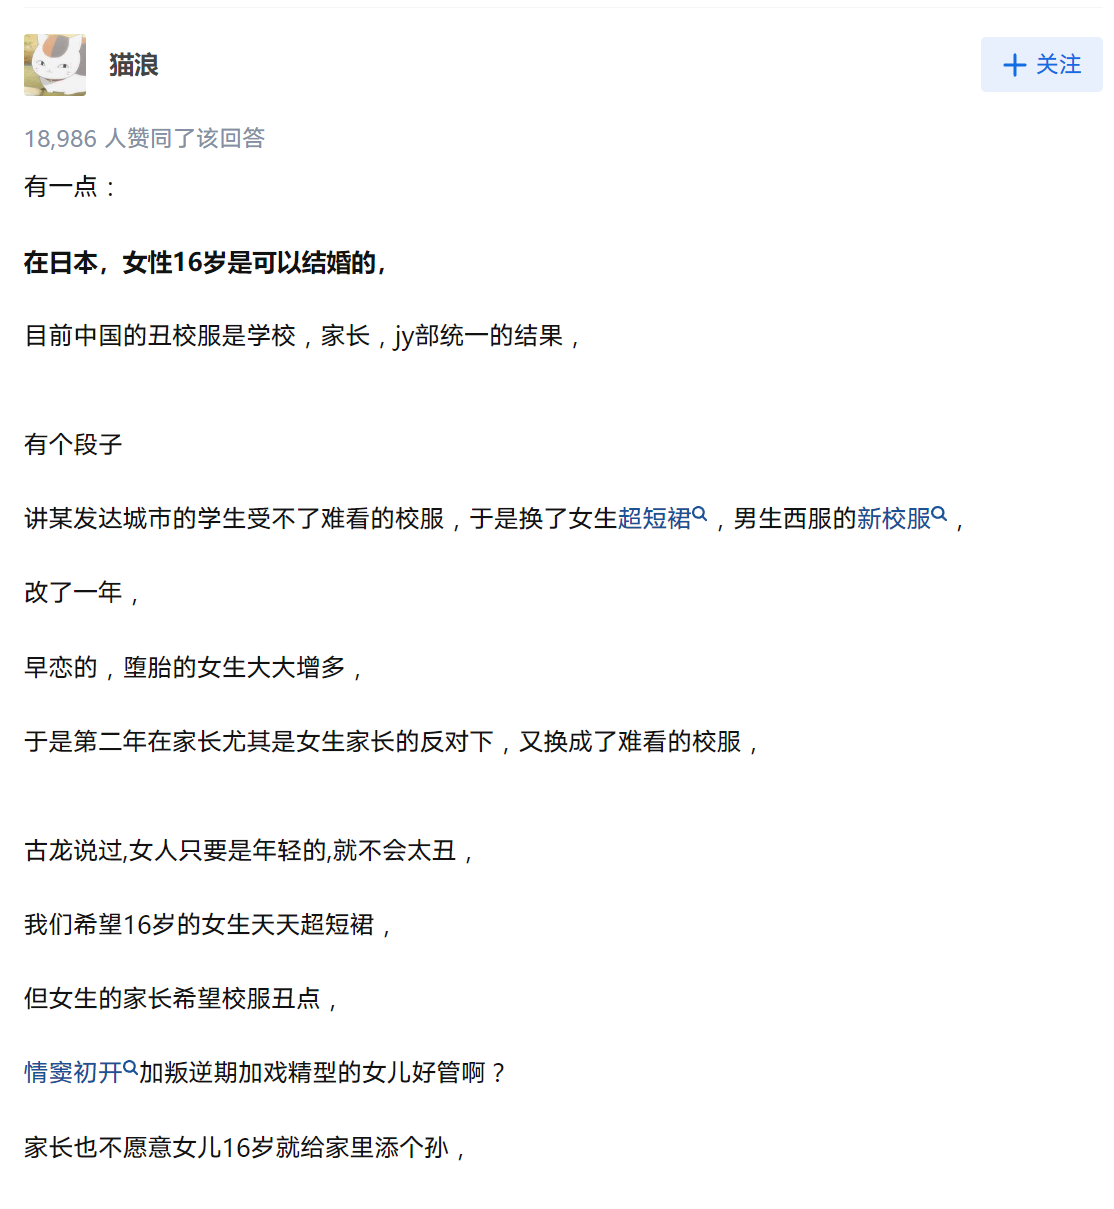 猫浪
+ 关注
18,986 人赞同了该回答
有一点：
在日本，女性16岁是可以结婚的，
目前中国的丑校服是学校，家长，jy部统一的结果，
有个段子
讲某发达城市的学生受不了难看的校服，于是换了女生超短裙，男生西服的新校服，
改了一年，
早恋的，堕胎的女生大大增多，
于是第二年在家长尤其是女生家长的反对下，又换成了难看的校服，
古龙说过,女人只要是年轻的,就不会太丑，
我们希望16岁的女生天天超短裙，
但女生的家长希望校服丑点，
情窦初开加叛逆期加戏精型的女儿好管啊？
家长也不愿意女儿16岁就给家里添个孙，